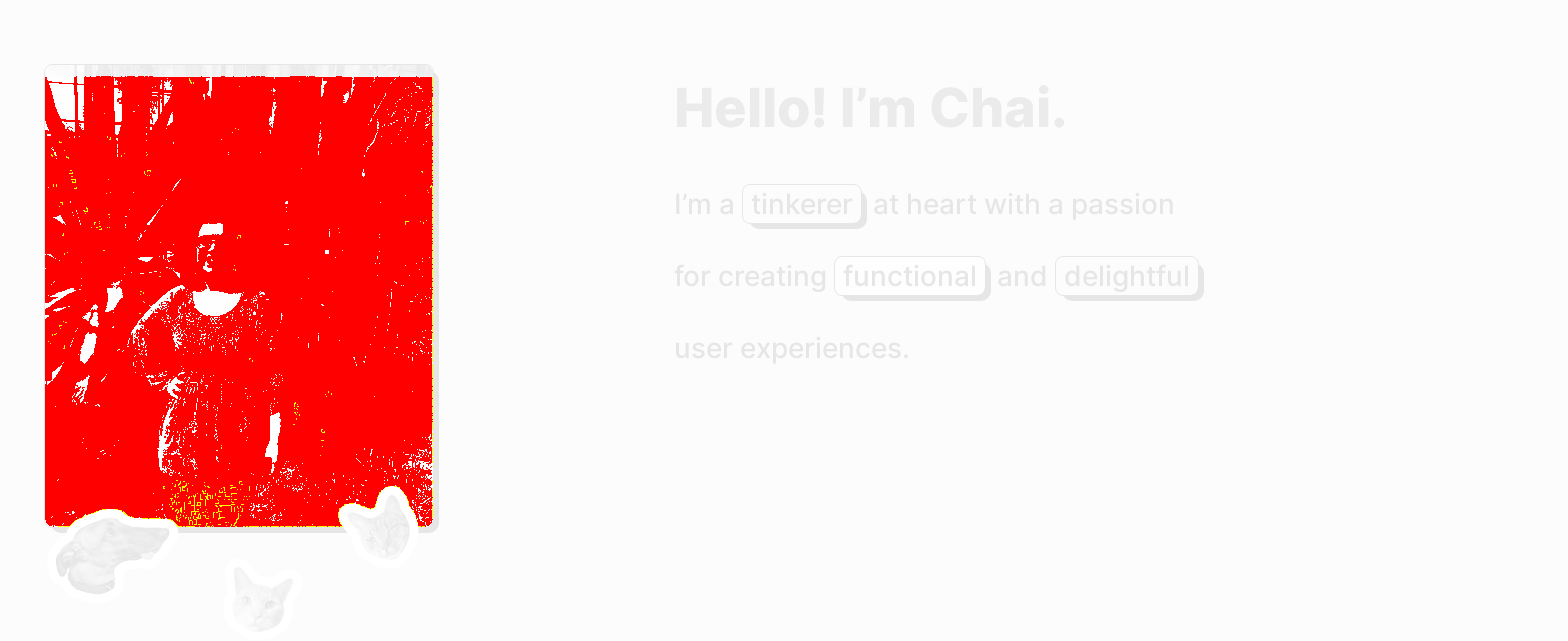 Hello! I’m Chai.
I’m a tinkerer at heart with a passion
for creating functional and delightful
user experiences.